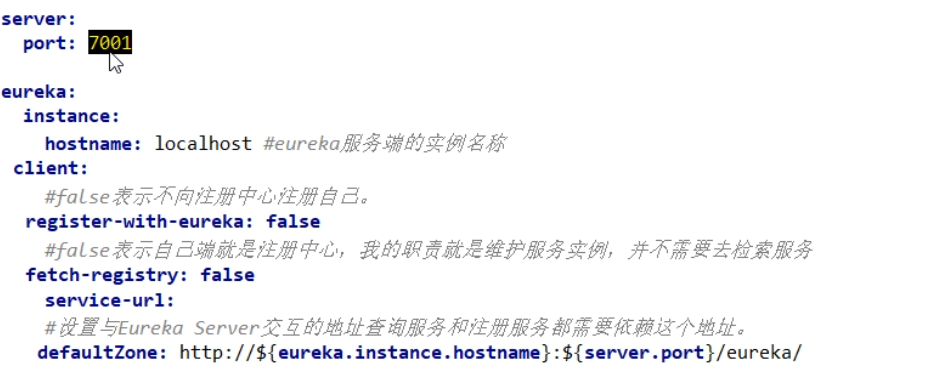 server:
  port: 7001
eureka:
  instance:
    hostname: localhost #eureka服务端的实例名称
 client:
    #false表示不向注册中心注册自己。
  register-with-eureka: false
    #false表示自己端就是注册中心，我的职责就是维护服务实例，并不需要去检索服务
  fetch-registry: false
    service-url:
    #设置与Eureka Server交互的地址查询服务和注册服务都需要依赖这个地址。
   defaultZone: http://${eureka.instance.hostname}:${server.port}/eureka/